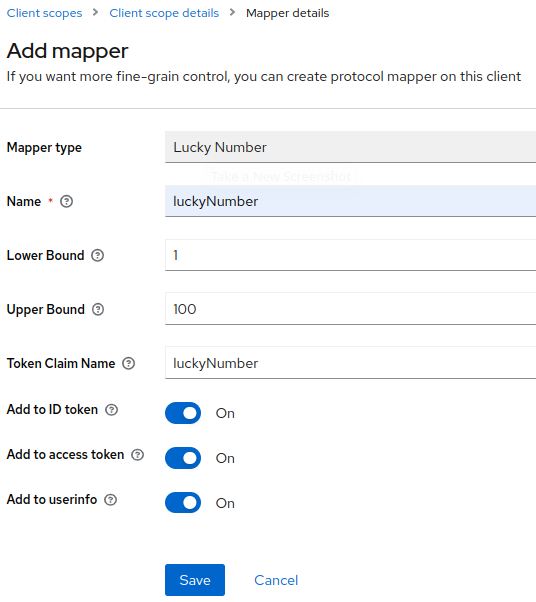 Client scopes > Client scope details > Mapper details
Add mapper
If you want more fine-grain control, you can create protocol mapper on this client
Mapper type Lucky Number
Take a New Screenshot
Name * luckyNumber
Lower Bound 1
Upper Bound 100
Token Claim Name luckyNumber
Add to ID token On
Add to access token On
Add to userinfo On
Save Cancel